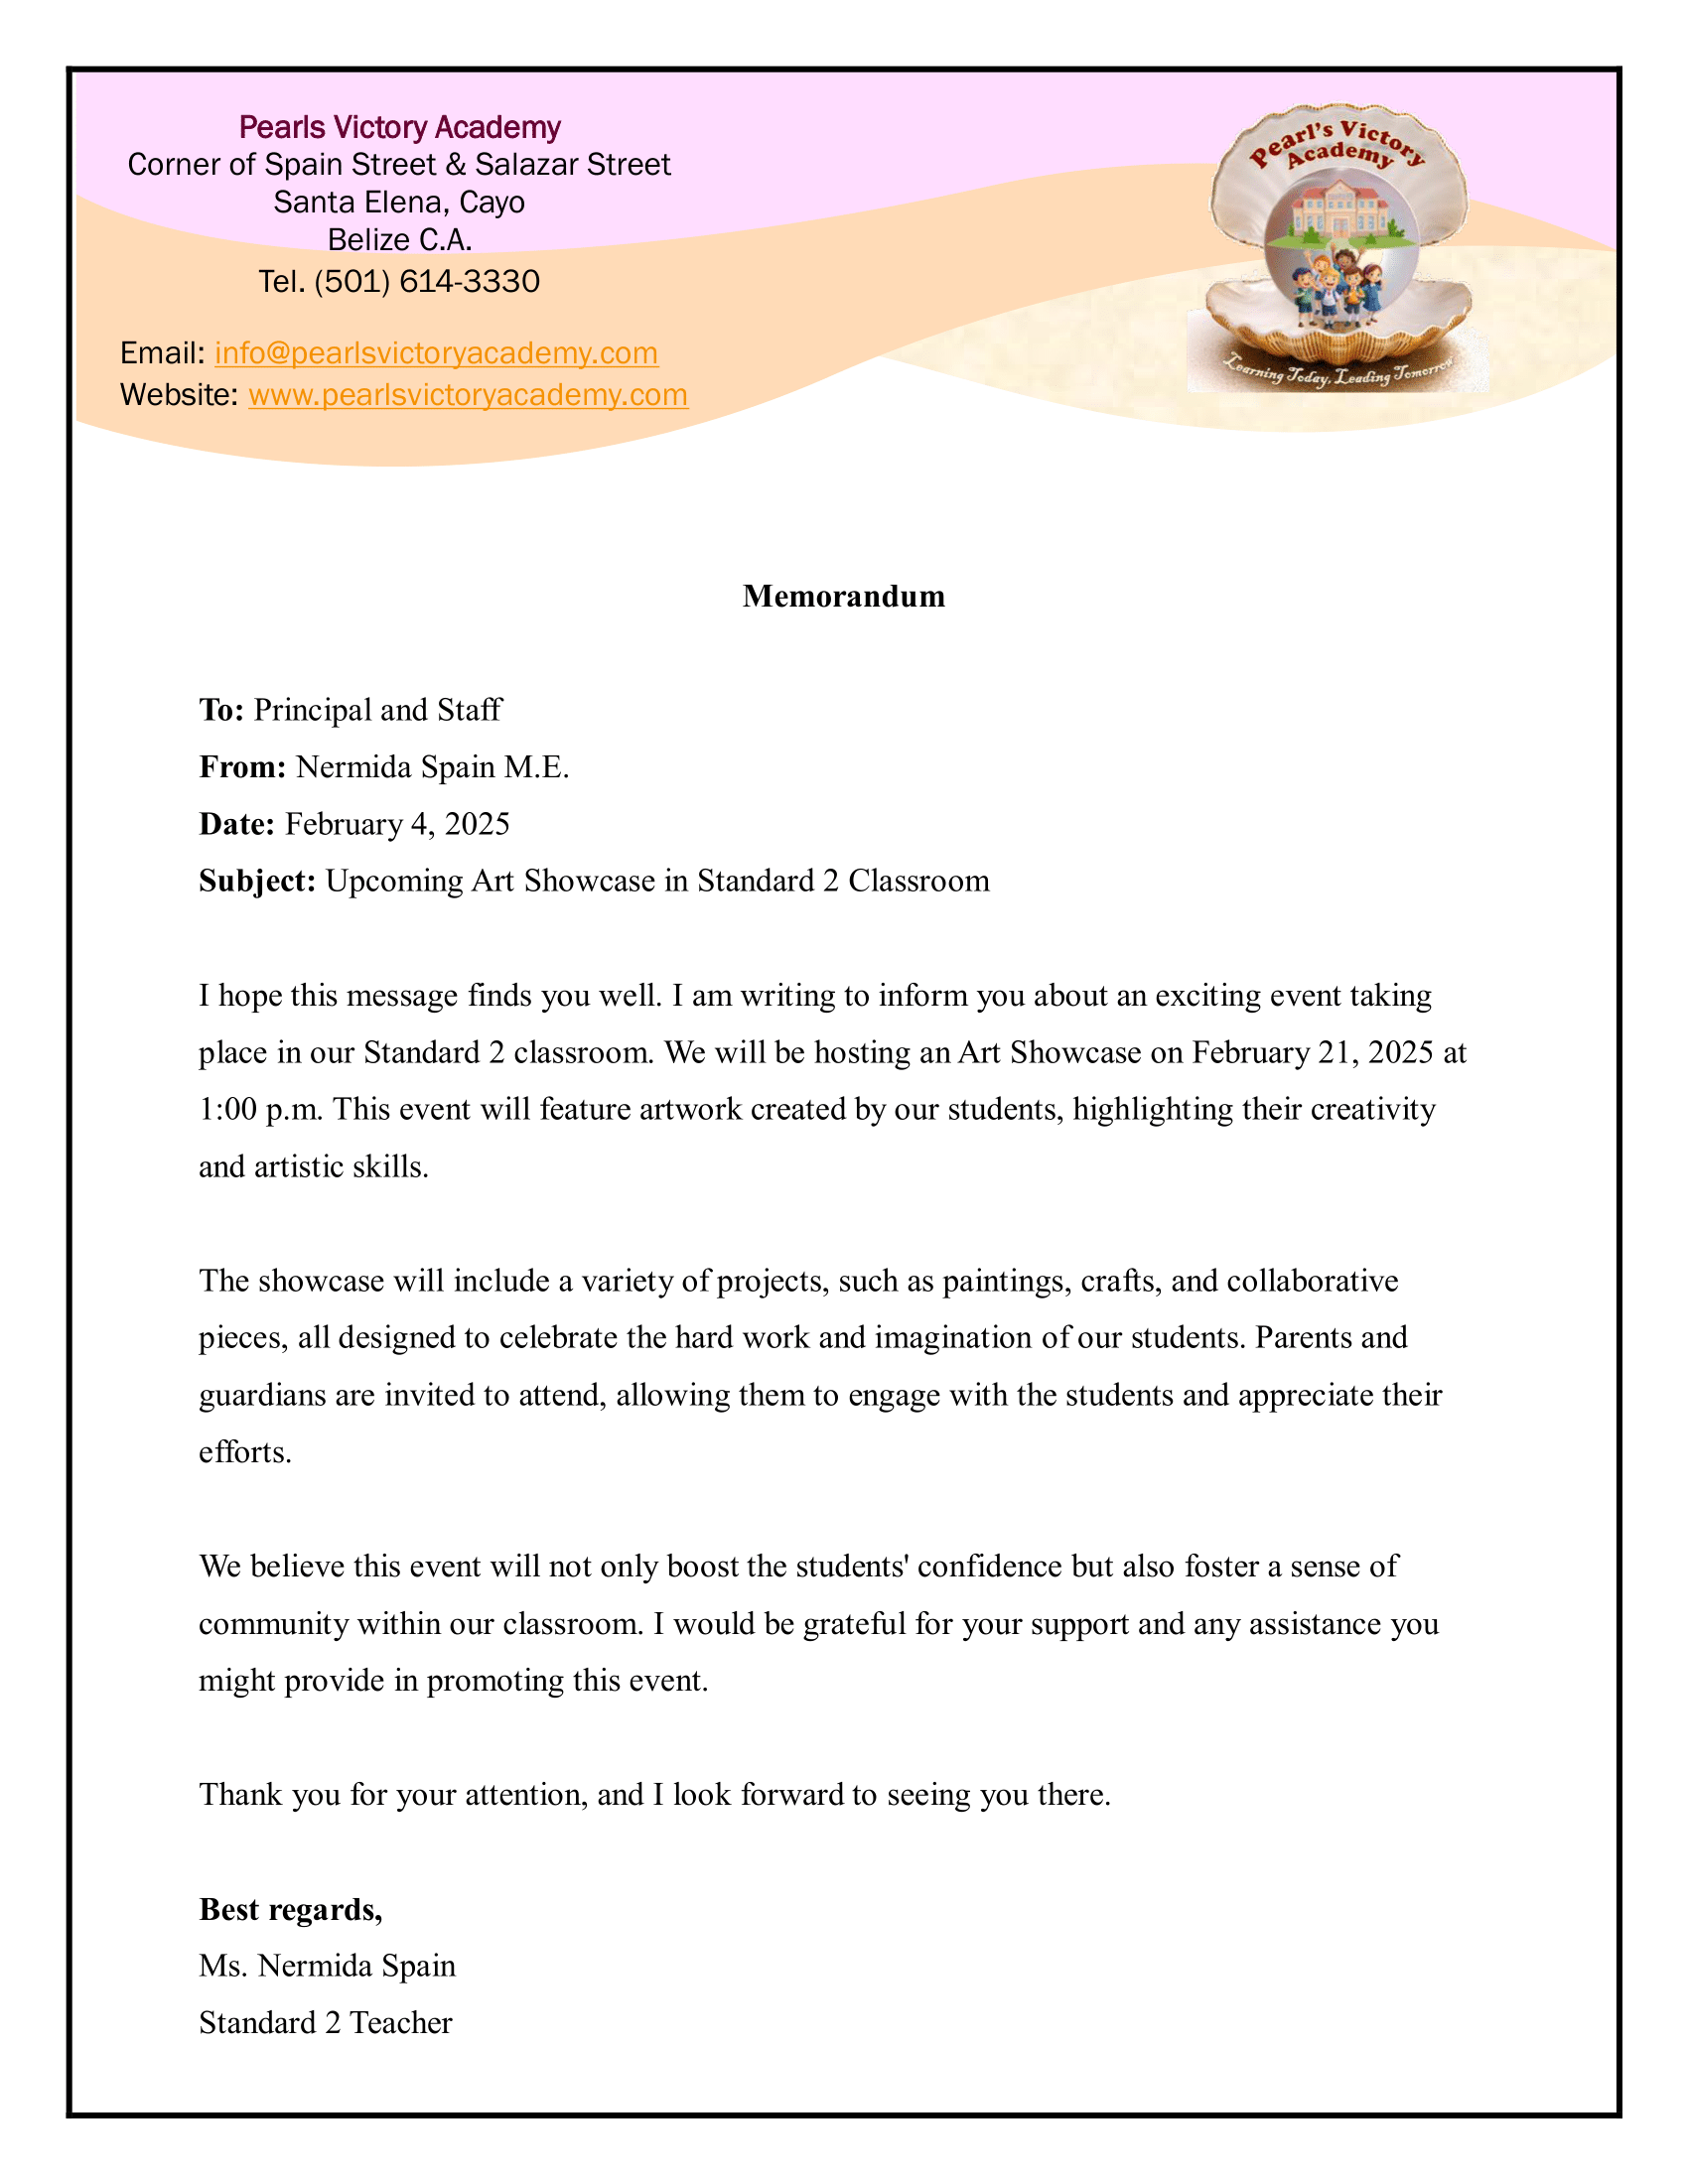 Pearls Victory Academy
Corner of Spain Street & Salazar Street
Santa Elena, Cayo
Belize C.A.
Tel. (501) 614-3330
Email: info@pearlsvictoryacademy.com
Website: www.pearlsvictoryacademy.com
Pearl's Victory
Academy
Learning Today, Leading Tomorrow
Memorandum
To: Principal and Staff
From: Nermida Spain M.E.
Date: February 4, 2025
Subject: Upcoming Art Showcase in Standard 2 Classroom
I hope this message finds you well. I am writing to inform you about an exciting event taking
place in our Standard 2 classroom. We will be hosting an Art Showcase on February 21, 2025 at
1:00 p.m. This event will feature artwork created by our students, highlighting their creativity
and artistic skills.
The showcase will include a variety of projects, such as paintings, crafts, and collaborative
pieces, all designed to celebrate the hard work and imagination of our students. Parents and
guardians are invited to attend, allowing them to engage with the students and appreciate their
efforts.
We believe this event will not only boost the students' confidence but also foster a sense of
community within our classroom. I would be grateful for your support and any assistance you
might provide in promoting this event.
Thank you for your attention, and I look forward to seeing you there.
Best regards,
Ms. Nermida Spain
Standard 2 Teacher